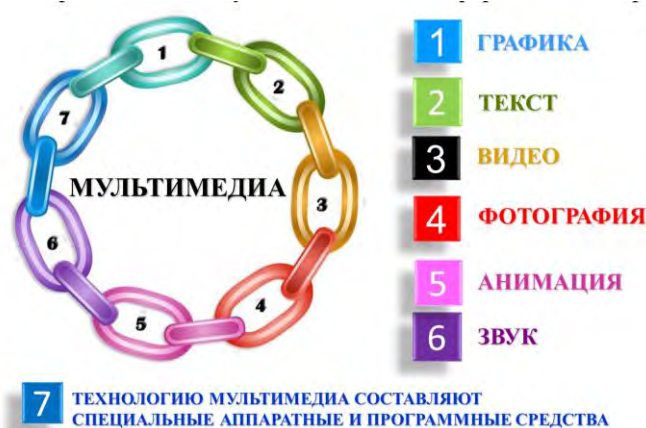 МУЛЬТИМЕДИА
1
2
3
4
5
6
7
1 ГРАФИКА
2 ТЕКСТ
3 ВИДЕО
4 ФОТОГРАФИЯ
5 АНИМАЦИЯ
6 ЗВУК
7 ТЕХНОЛОГИЮ МУЛЬТИМЕДИА СОСТАВЛЯЮТ
СПЕЦИАЛЬНЫЕ АППАРАТНЫЕ И ПРОГРАММНЫЕ СРЕДСТВА